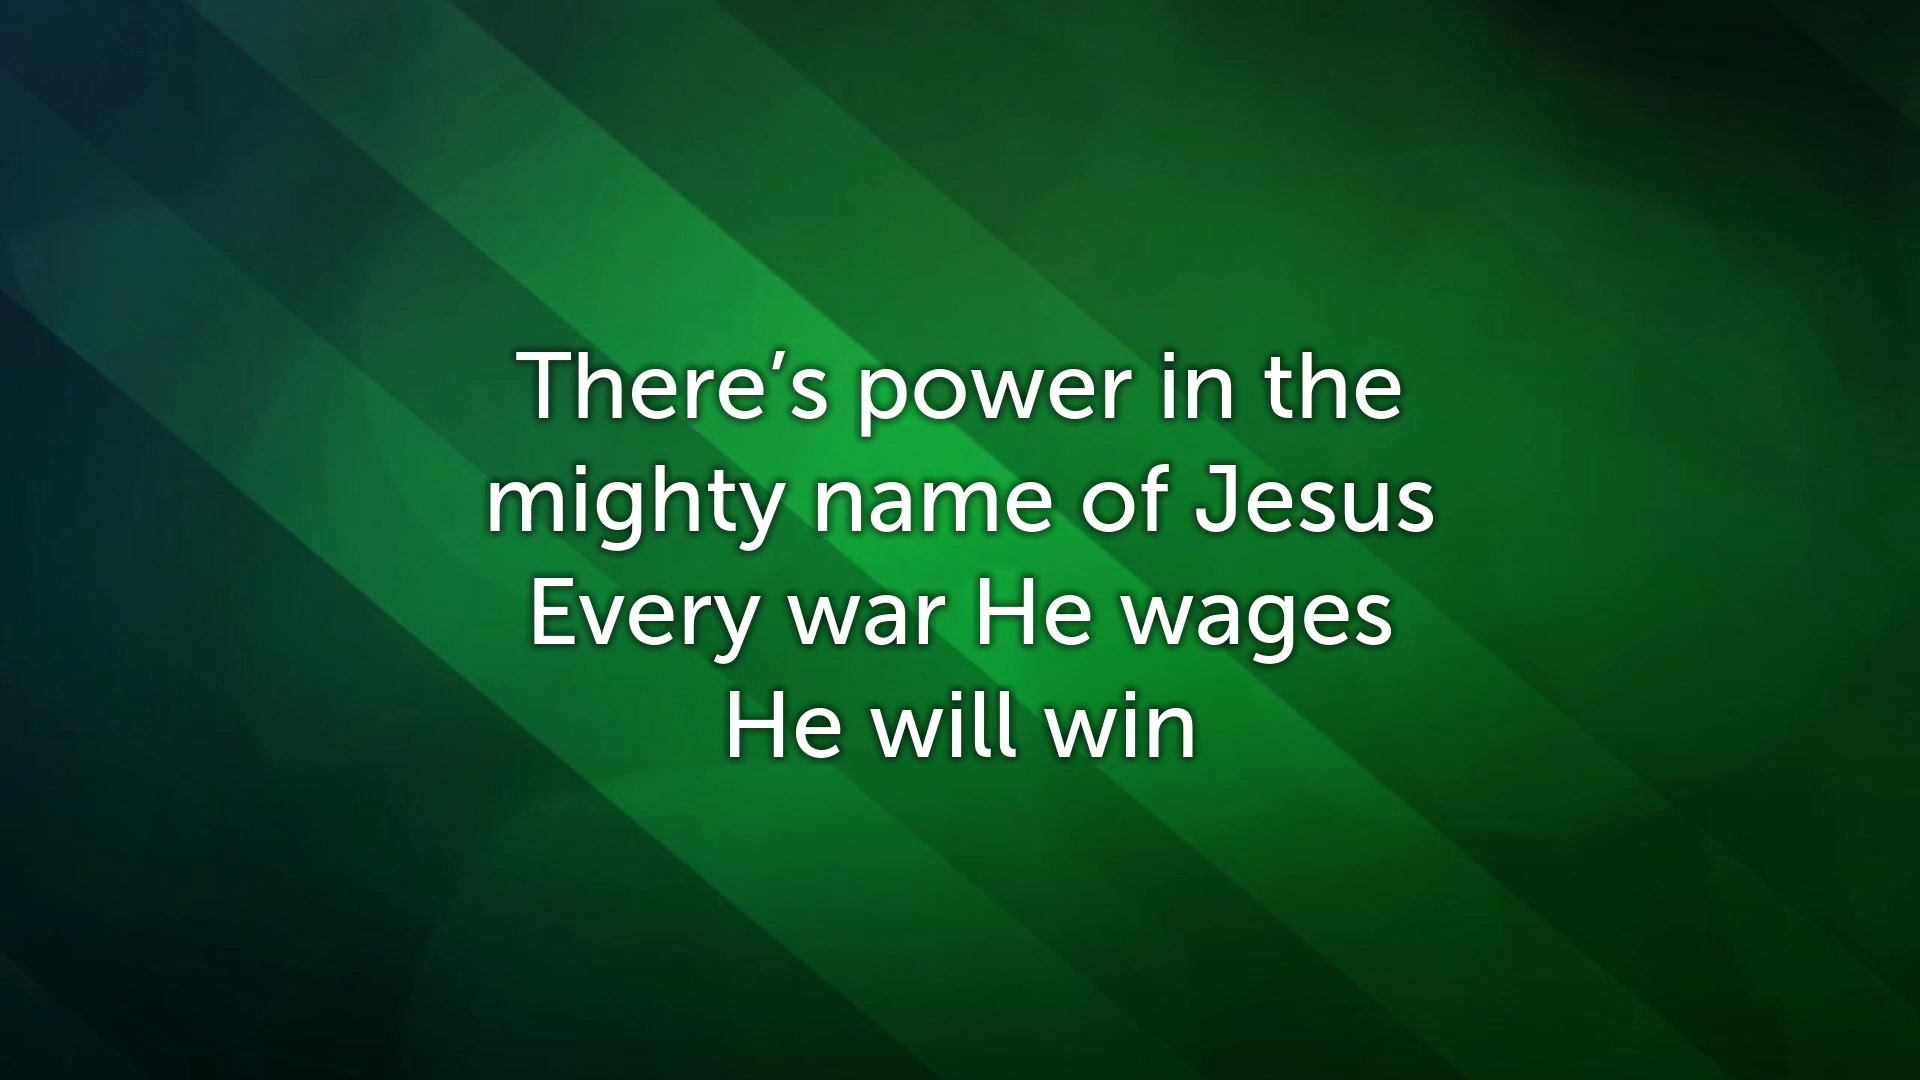 There’s power in the
mighty name of Jesus
Every war He wages
He will win